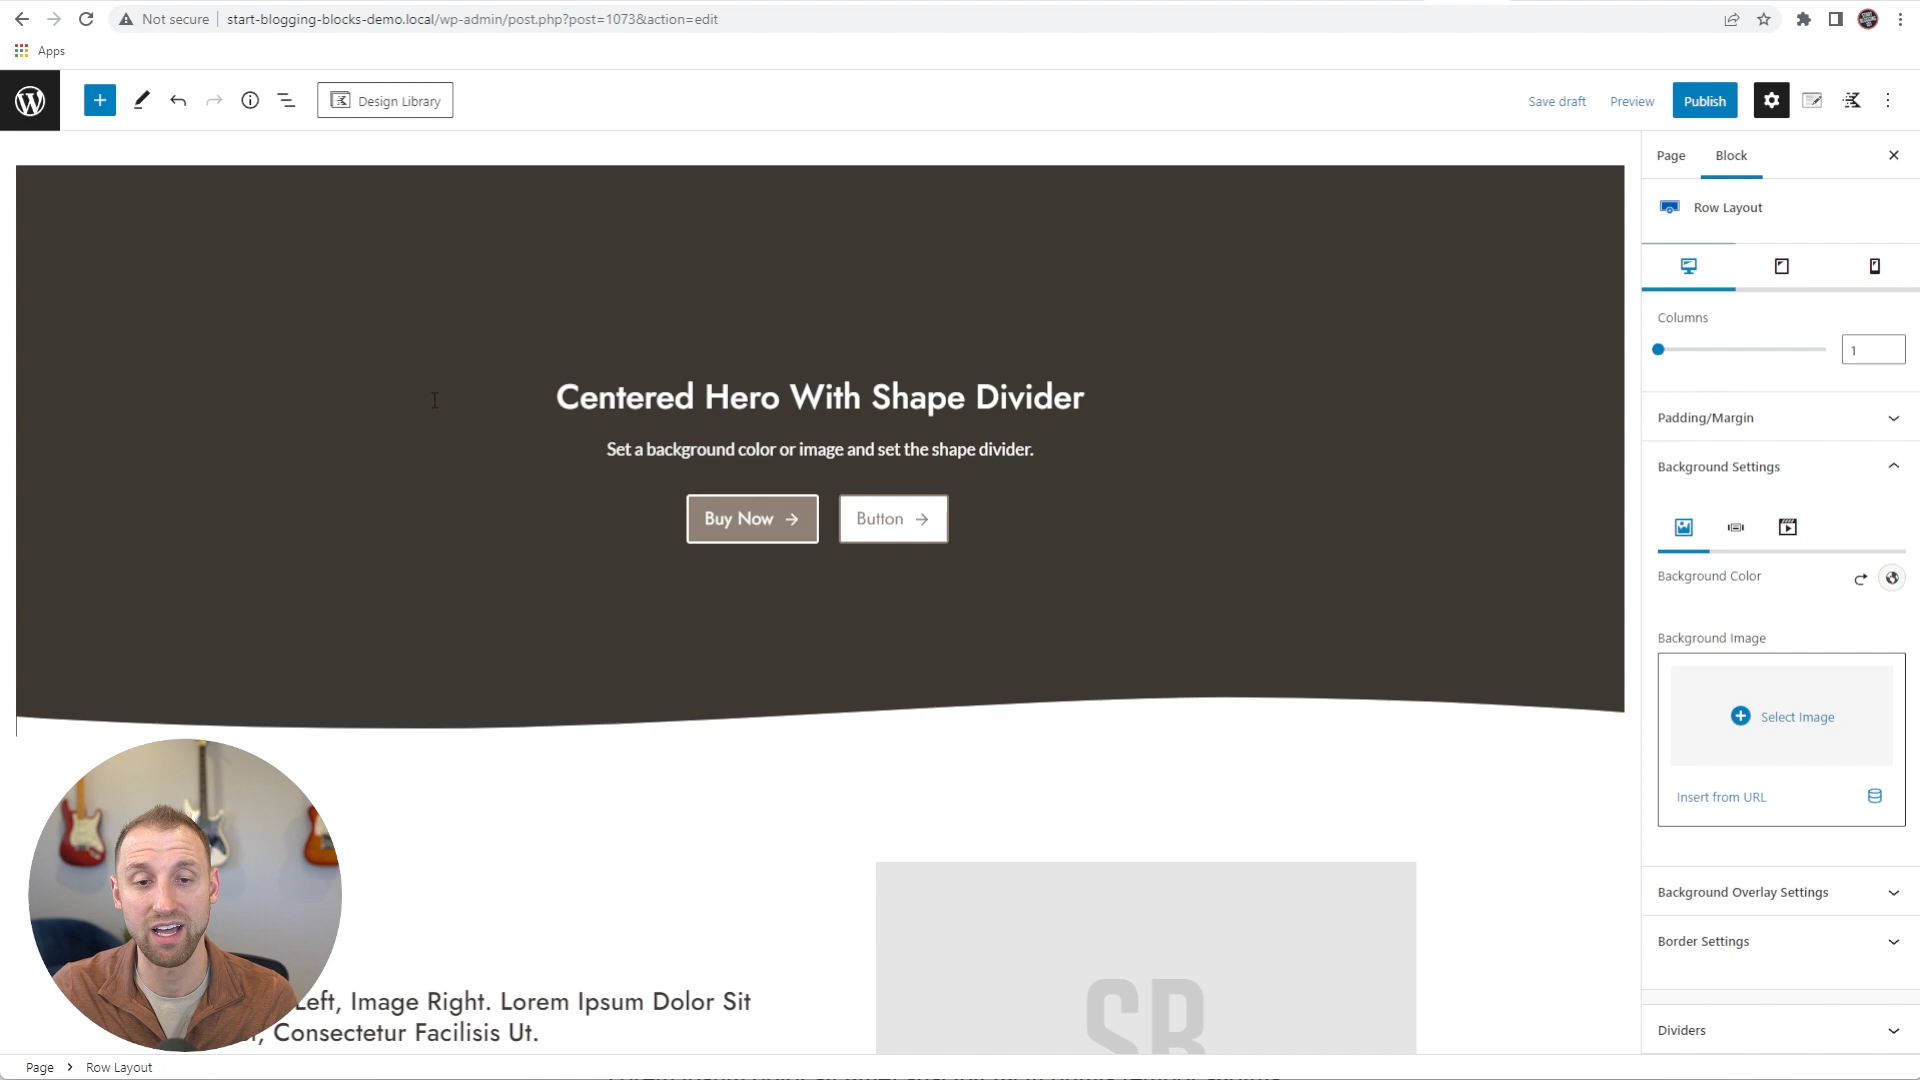 Not secure
start-blogging-blocks-demo.local/wp-admin/post.php?post=1073&action=edit
Apps
Design Library
Save draft
Preview
Publish
Page
Block
Row Layout
Columns
1
Padding/Margin
Background Settings
Background Color
Background Image
Select Image
Insert from URL
Background Overlay Settings
Border Settings
Dividers
Centered Hero With Shape Divider
Set a background color or image and set the shape divider.
Buy Now →
Button →
Left, Image Right. Lorem Ipsum Dolor Sit
, Consectetur Facilisis Ut.
SB
Page > Row Layout